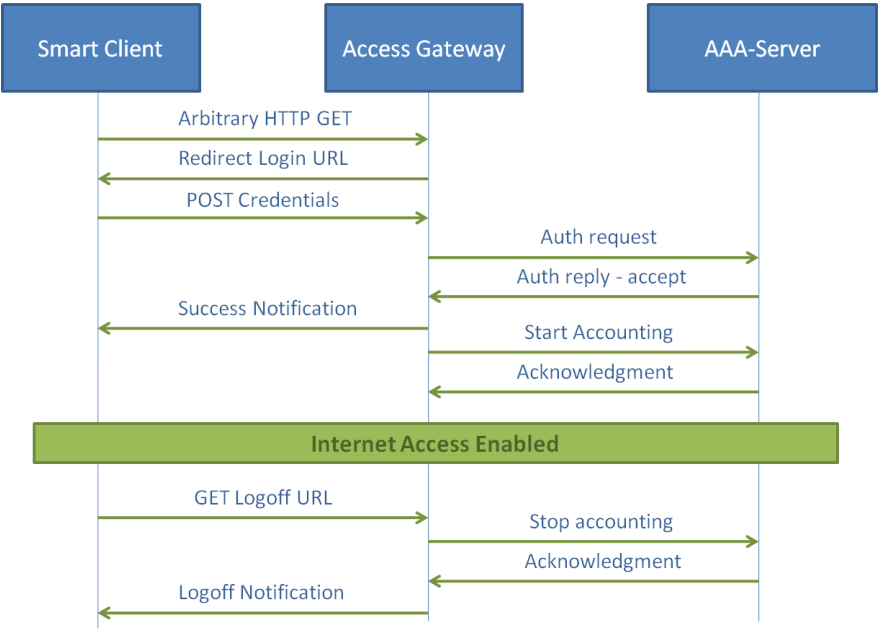 Smart Client
Access Gateway
AAA-Server
Arbitrary HTTP GET
Redirect Login URL
POST Credentials
Auth request
Auth reply - accept
Success Notification
Start Accounting
Acknowledgment
Internet Access Enabled
GET Logoff URL
Stop accounting
Acknowledgment
Logoff Notification